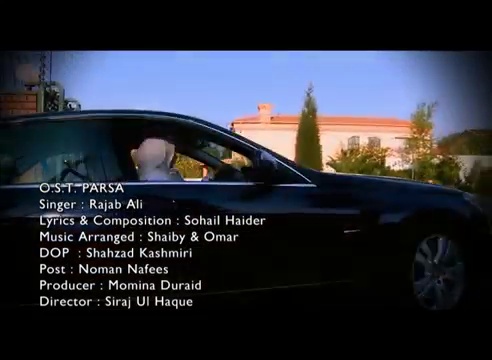 O.S.T. PARSA
Singer : Rajab Ali
Lyrics & Composition : Sohail Haider
Music Arranged : Shaiby & Omar
DOP : Shahzad Kashmiri
Post : Noman Nafees
Producer : Momina Duraid
Director : Siraj Ul Haque